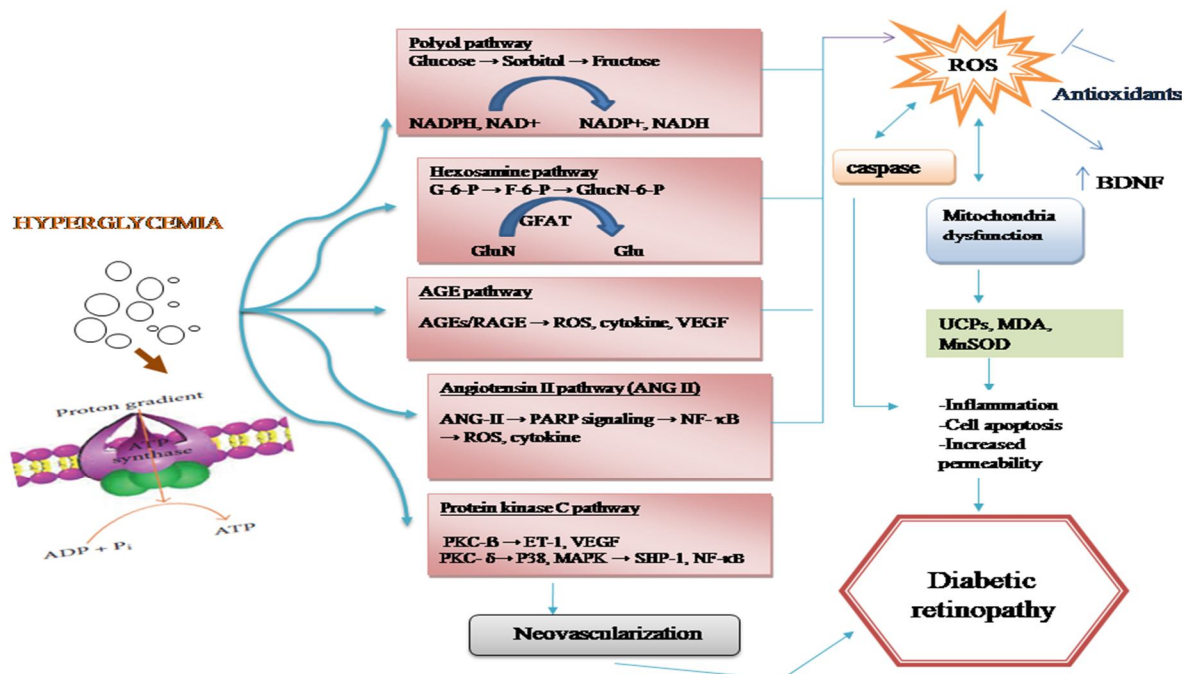 HYPERGLYCEMIA
Proton gradient
ATP
synthase
ADP + Pi
ATP
Polyol pathway
Glucose → Sorbitol → Fructose
NADPH, NAD+ NADP+, NADH
Hexosamine pathway
G-6-P → F-6-P → GlucN-6-P
GFAT
GluN Glu
AGE pathway
AGEs/RAGE → ROS, cytokine, VEGF
Angiotensin II pathway (ANG II)
ANG-II → PARP signaling → NF-κB
→ ROS, cytokine
Protein kinase C pathway
PKC-ß → ET-1, VEGF
PKC- δ → P38, MAPK → SHP-1, NF-κB
Neovascularization
ROS
Antioxidants
caspase
BDNF
Mitochondria
dysfunction
UCPs, MDA,
MnSOD
-Inflammation
-Cell apoptosis
-Increased
permeability
Diabetic
retinopathy